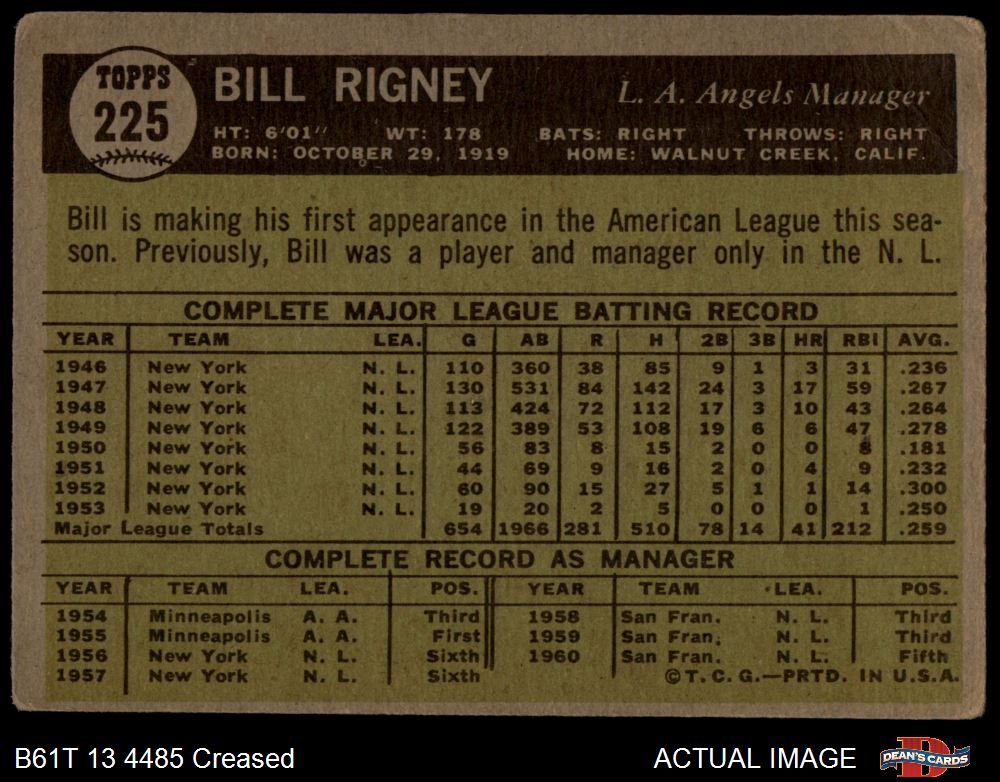 TOPPS
225
BILL RIGNEY
L. A. Angels Manager
HT: 6'01" WT: 178 BATS: RIGHT THROWS: RIGHT
BORN: OCTOBER 29, 1919 HOME: WALNUT CREEK, CALIF.
Bill is making his first appearance in the American League this sea-
son. Previously, Bill was a player and manager only in the N. L.
COMPLETE MAJOR LEAGUE BATTING RECORD
YEAR TEAM LEA. G AB R H 2B 3B HR RBI AVG.
1946 New York N. L. 110 360 38 85 9 1 3 31 .236
1947 New York N. L. 130 531 84 142 24 3 17 59 .267
1948 New York N. L. 113 424 72 112 17 3 10 43 .264
1949 New York N. L. 122 389 53 108 19 6 6 47 .278
1950 New York N. L. 56 83 8 15 2 0 0 8 .181
1951 New York N. L. 44 69 9 16 2 0 4 9 .232
1952 New York N. L. 60 90 15 27 5 1 1 14 .300
1953 New York N. L. 19 20 2 5 0 0 0 1 .250
Major League Totals 654 1966 281 510 78 14 41 212 .259
COMPLETE RECORD AS MANAGER
YEAR TEAM LEA. POS. YEAR TEAM LEA. POS.
1954 Minneapolis A. A. Third 1958 San Fran. N. L. Third
1955 Minneapolis A. A. First 1959 San Fran. N. L. Third
1956 New York N. L. Sixth 1960 San Fran. N. L. Fifth
1957 New York N. L. Sixth ©T. C. G.—PRTD. IN U.S.A.
B61T 13 4485 Creased ACTUAL IMAGE
DEAN'S CARDS